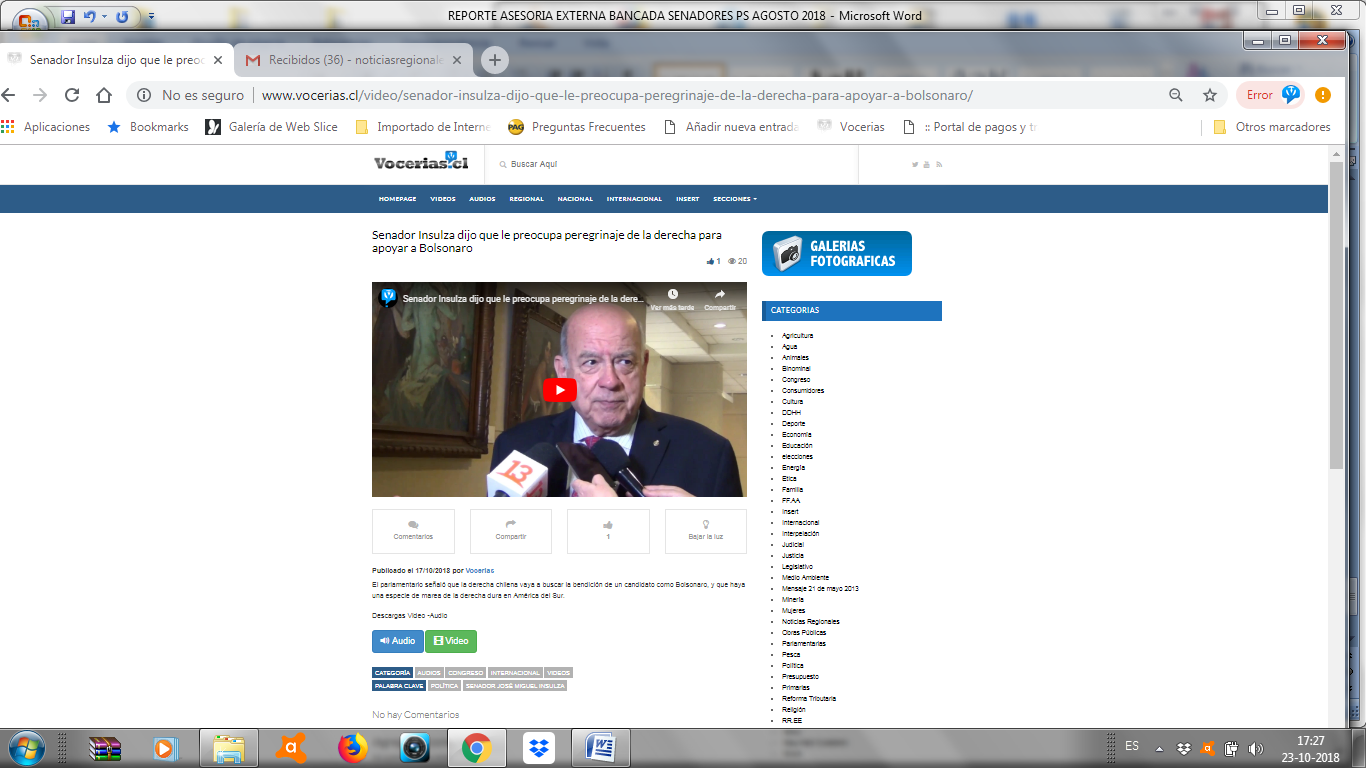 REPORTE ASESORIA EXTERNA BANCADA SENADORES PS AGOSTO 2018 - Microsoft Word
Senador Insulza dijo que le preoc
Recibidos (36) - noticiasregionale
No es seguro | www.vocerias.cl/video/senador-insulza-dijo-que-le-preocupa-peregrinaje-de-la-derecha-para-apoyar-a-bolsonaro/
Error
Aplicaciones Bookmarks Galería de Web Slice Importado de Interne PAG Preguntas Frecuentes Añadir nueva entrada Vocerias :: Portal de pagos y tr Otros marcadores
Vocerias.cl
Buscar Aquí
HOMEPAGE VIDEOS AUDIOS REGIONAL NACIONAL INTERNACIONAL INSERT SECCIONES
Senador Insulza dijo que le preocupa peregrinaje de la derecha para
apoyar a Bolsonaro
1 20
Senador Insulza dijo que le preocupa peregrinaje de la dere...
Ver más tarde Compartir
13
Comentarios Compartir 1 Bajar la luz
Publicado el 17/10/2018 por Vocerias
El parlamentario señaló que la derecha chilena vaya a buscar la bendición de un candidato como Bolsonaro, y que haya
una especie de marea de la derecha dura en América del Sur.
Descargas Video -Audio
Audio Video
CATEGORÍA AUDIOS CONGRESO INTERNACIONAL VIDEOS
PALABRA CLAVE POLÍTICA SENADOR JOSÉ MIGUEL INSULZA
No hay Comentarios
GALERIAS
FOTOGRAFICAS
CATEGORIAS
Agricultura
Agua
Animales
Binominal
Congreso
Consumidores
Cultura
DDHH
Deporte
Economía
Educación
elecciones
Energía
Etica
Familia
FF.AA
Insert
Internacional
Interpelación
Judicial
Justicia
Legislativo
Medio Ambiente
Mensaje 21 de mayo 2013
Minería
Mujeres
Noticias Regionales
Obras Públicas
Parlamentarias
Pesca
Política
Presupuesto
Primarias
Reforma Tributaria
Religión
RR.EE
ES
17:27
23-10-2018